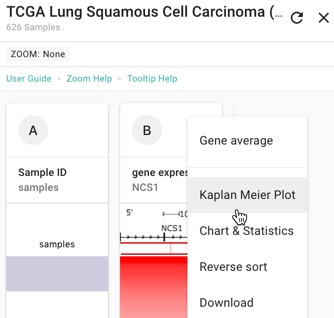 TCGA Lung Squamous Cell Carcinoma (...
626 Samples
ZOOM: None
User Guide • Zoom Help • Tooltip Help
A
B
Sample ID
samples
gene expres
NCS1
samples
5'
NCS1
Gene average
Kaplan Meier Plot
Chart & Statistics
Reverse sort
Download